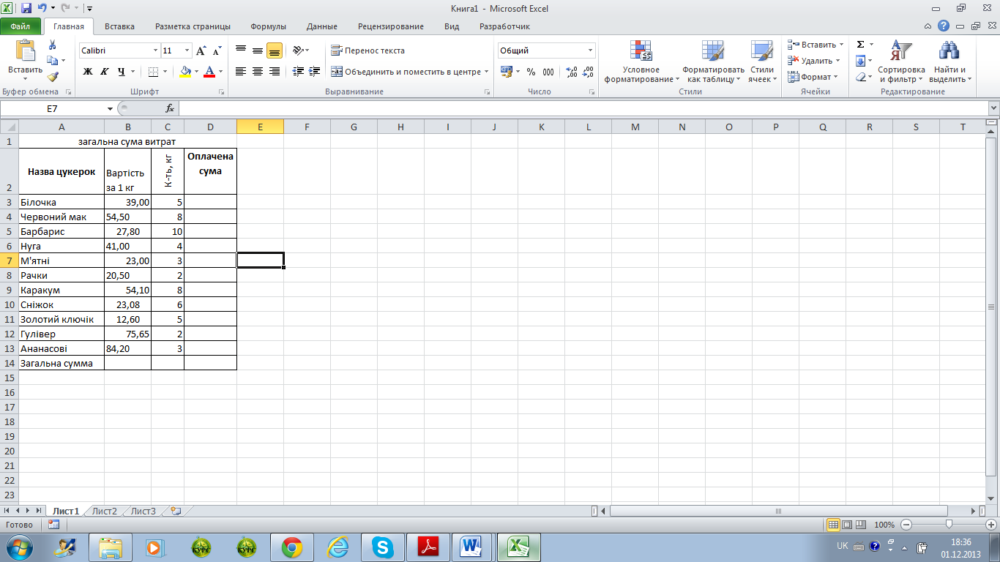 Книга1 - Microsoft Excel
Файл Главная Вставка Разметка страницы Формулы Данные Рецензирование Вид Разработчик
Вставить
Буфер обмена
Calibri 11
Ж К Ч
А
Шрифт
Перенос текста
Объединить и поместить в центре
Выравнивание
Общий
% 000
Число
Условное форматирование
Форматировать как таблицу
Стили ячеек
Стили
Вставить
Удалить
Формат
Ячейки
Σ
Сортировка и фильтр
Найти и выделить
Редактирование
E7 fx
A B C D E F G H I J K L M N O P Q R S T
1 загальна сума витрат
2 Назва цукерок Вартість за 1 кг К-ть, кг Оплачена сума
3 Білочка 39,00 5
4 Червоний мак 54,50 8
5 Барбарис 27,80 10
6 Нуга 41,00 4
7 М'ятні 23,00 3
8 Рачки 20,50 2
9 Каракум 54,10 8
10 Сніжок 23,08 6
11 Золотий ключік 12,60 5
12 Гулівер 75,65 2
13 Ананасові 84,20 3
14 Загальна сумма
15
16
17
18
19
20
21
22
23
Лист1 Лист2 Лист3
Готово 100%
КУРС КУРС UK 18:36
01.12.2013